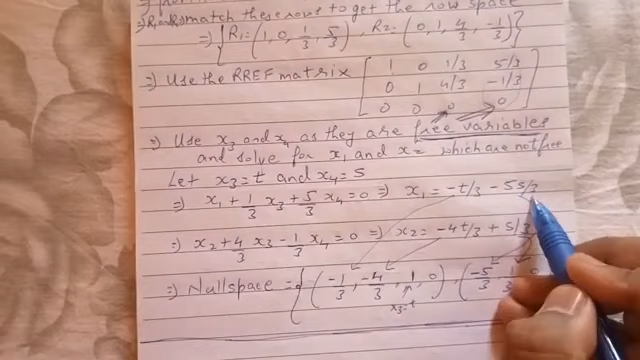 match these rows to get the row space
=> { R₁ = (1, 0, 1/3, 5/3), R₂ = (0, 1, 4/3, -1/3) }
=> Use the RREF matrix [ 1 0 1/3 5/3
0 1 4/3 -1/3
0 0 0 0 ]
=> Use x₃ and x₄ as they are free variables
and solve for x₁ and x₂ which are not free
Let x₃ = t and x₄ = s
=> x₁ + 1/3 x₃ + 5/3 x₄ = 0 => x₁ = -t/3 - 5s/3
=> x₂ + 4/3 x₃ - 1/3 x₄ = 0 => x₂ = -4t/3 + s/3
=> Nullspace = { (-1/3, -4/3, 1, 0), (-5/3, 1/3, 0
x₃=t